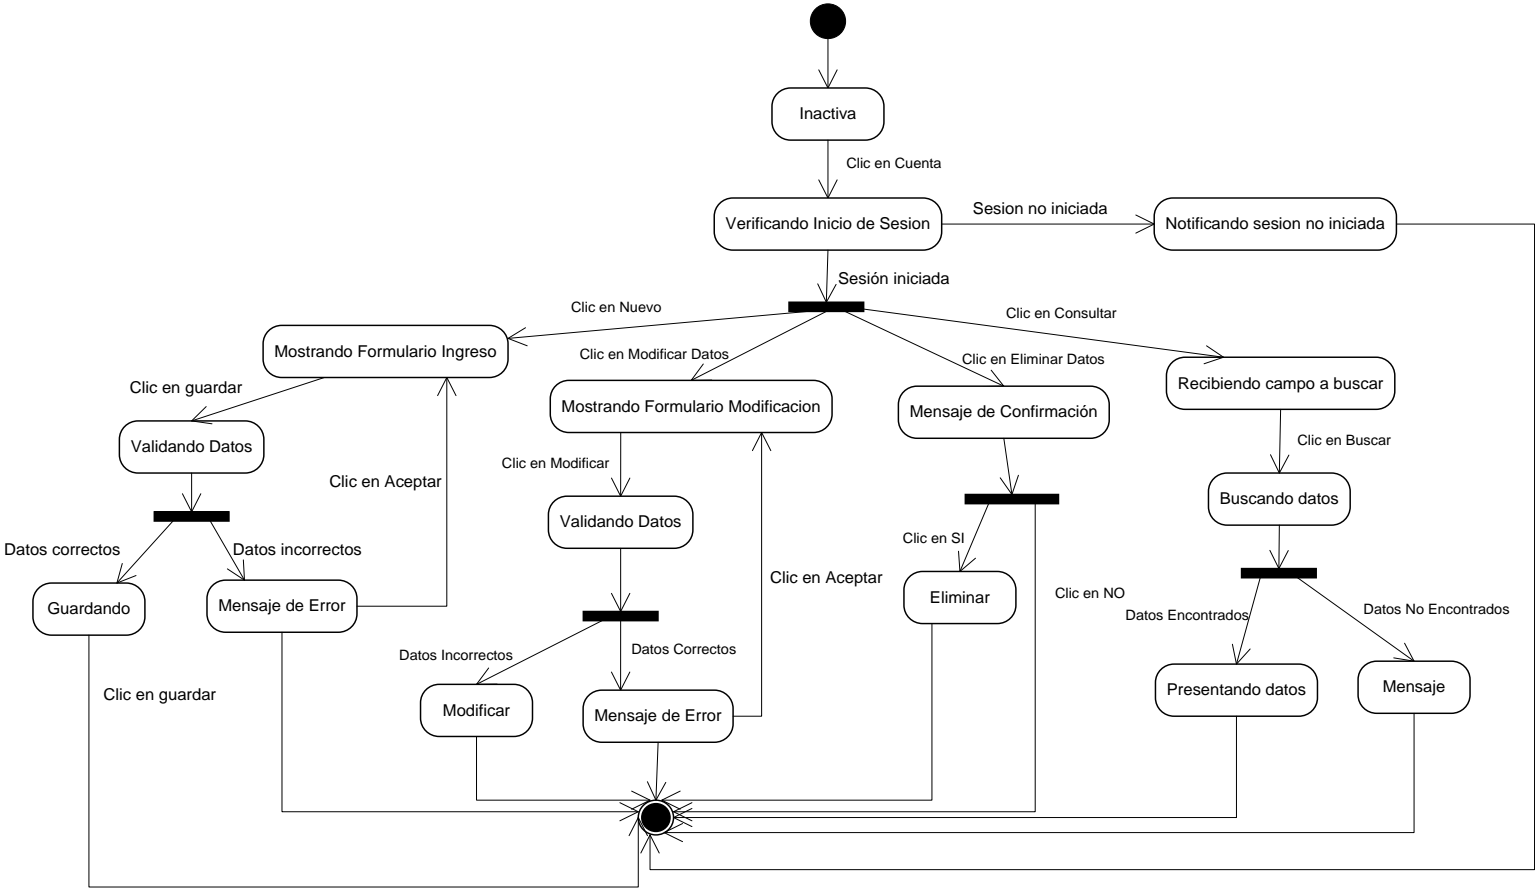 Inactiva
Clic en Cuenta
Verificando Inicio de Sesion
Sesion no iniciada
Notificando sesion no iniciada
Sesión iniciada
Clic en Nuevo
Clic en Consultar
Mostrando Formulario Ingreso
Clic en Modificar Datos
Clic en Eliminar Datos
Recibiendo campo a buscar
Clic en guardar
Mostrando Formulario Modificacion
Mensaje de Confirmación
Validando Datos
Clic en Buscar
Clic en Aceptar
Clic en Modificar
Buscando datos
Validando Datos
Datos correctos
Datos incorrectos
Clic en SI
Clic en Aceptar
Clic en NO
Guardando
Mensaje de Error
Eliminar
Datos Encontrados
Datos No Encontrados
Datos Incorrectos
Datos Correctos
Clic en guardar
Modificar
Mensaje de Error
Presentando datos
Mensaje